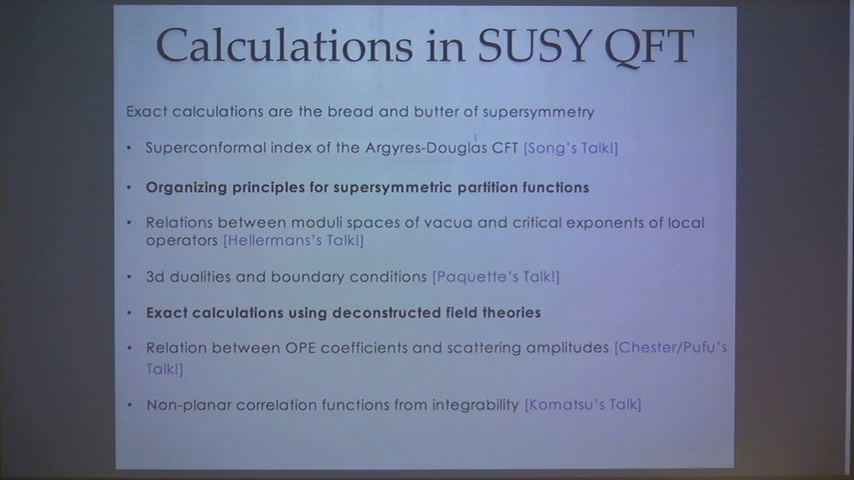 Calculations in SUSY QFT
Exact calculations are the bread and butter of supersymmetry
• Superconformal index of the Argyres-Douglas CFT [Song's Talk!]
• Organizing principles for supersymmetric partition functions
• Relations between moduli spaces of vacua and critical exponents of local
operators [Hellermans's Talk!]
• 3d dualities and boundary conditions [Paquette's Talk!]
• Exact calculations using deconstructed field theories
• Relation between OPE coefficients and scattering amplitudes [Chester/Pufu's
Talk!]
• Non-planar correlation functions from integrability [Komatsu's Talk]